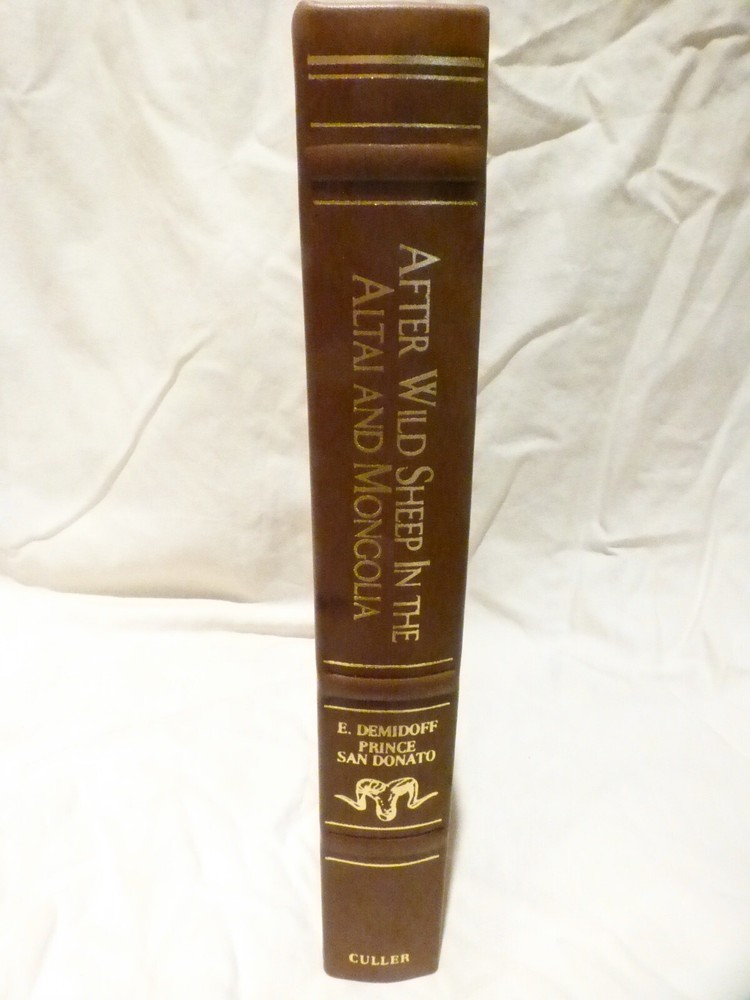 AFTER WILD SHEEP IN THE
ALTAI AND MONGOLIA
E. DEMIDOFF
PRINCE
SAN DONATO
CULLER